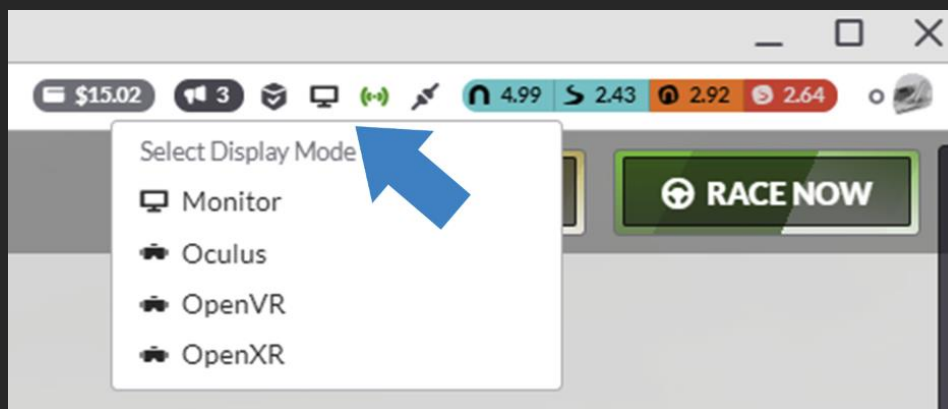 $15.02 3 4.99 2.43 2.92 2.64
Select Display Mode
Monitor
Oculus
OpenVR
OpenXR
RACE NOW